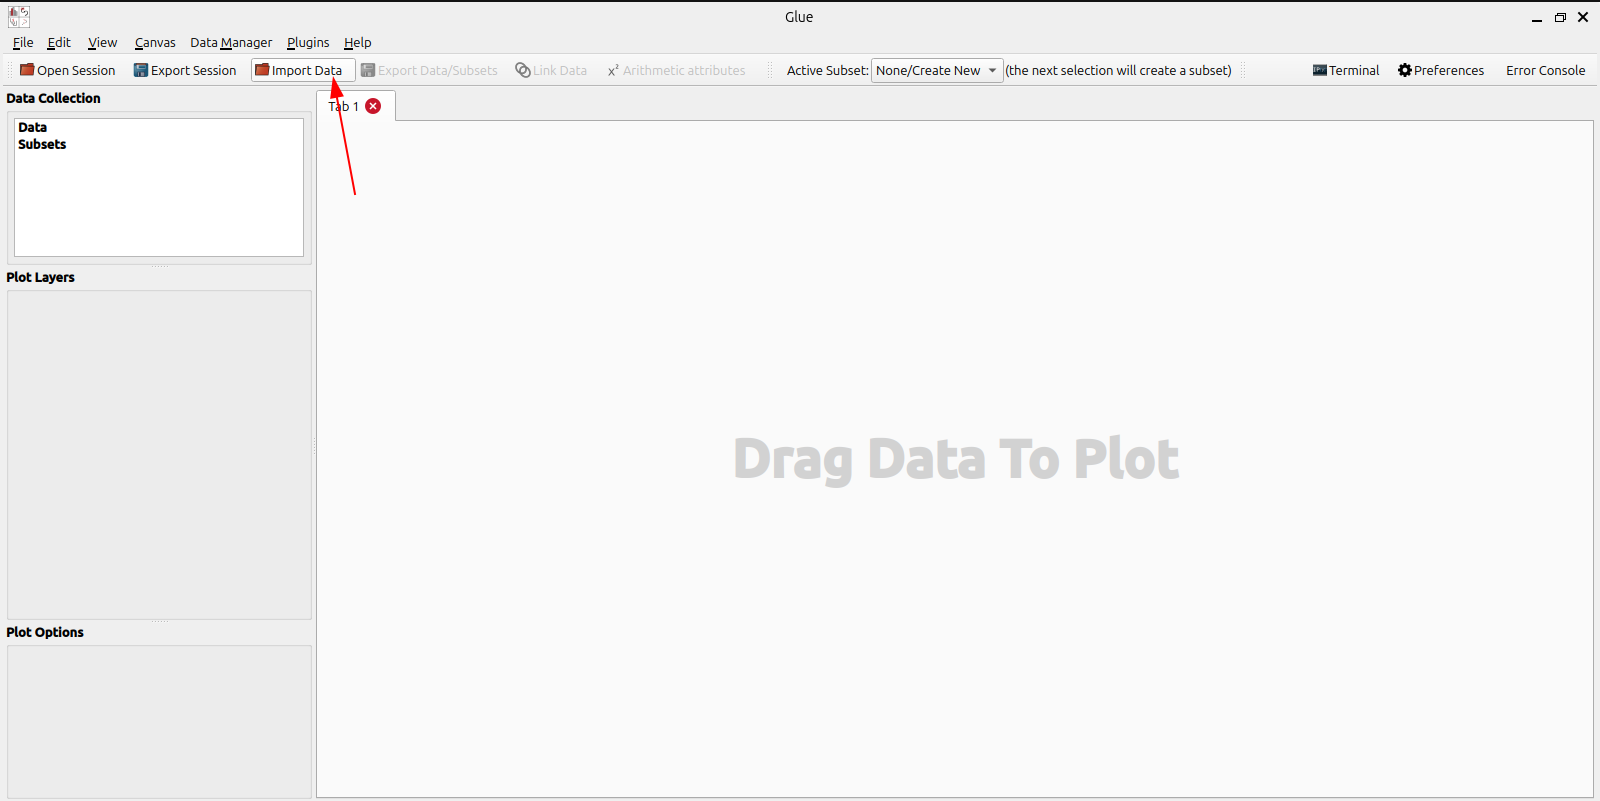 Glue
File Edit View Canvas Data Manager Plugins Help
Open Session Export Session Import Data Export Data/Subsets Link Data x² Arithmetic attributes Active Subset: None/Create New (the next selection will create a subset) Terminal Preferences Error Console
Data Collection
Tab 1
Data
Subsets
Plot Layers
Drag Data To Plot
Plot Options